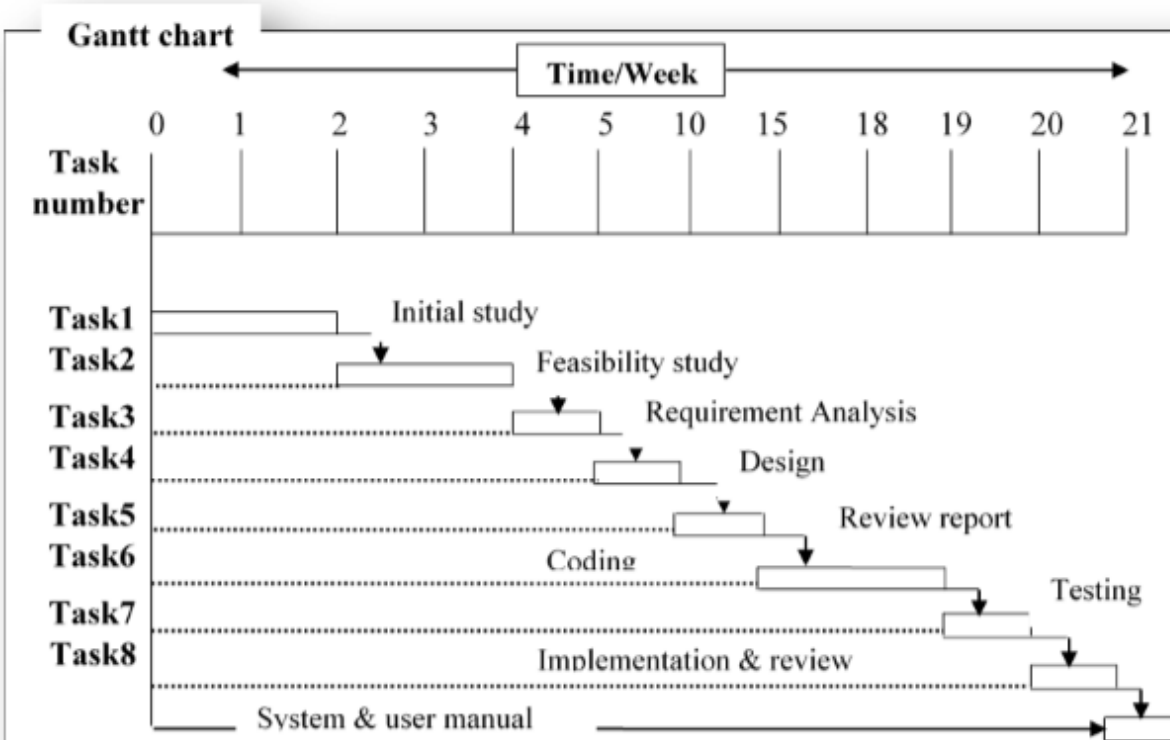 Gantt chart
Time/Week
0 1 2 3 4 5 10 15 18 19 20 21
Task
number
Task1 Initial study
Task2 Feasibility study
Task3 Requirement Analysis
Task4 Design
Task5 Review report
Task6 Coding
Testing
Task7
Task8 Implementation & review
System & user manual